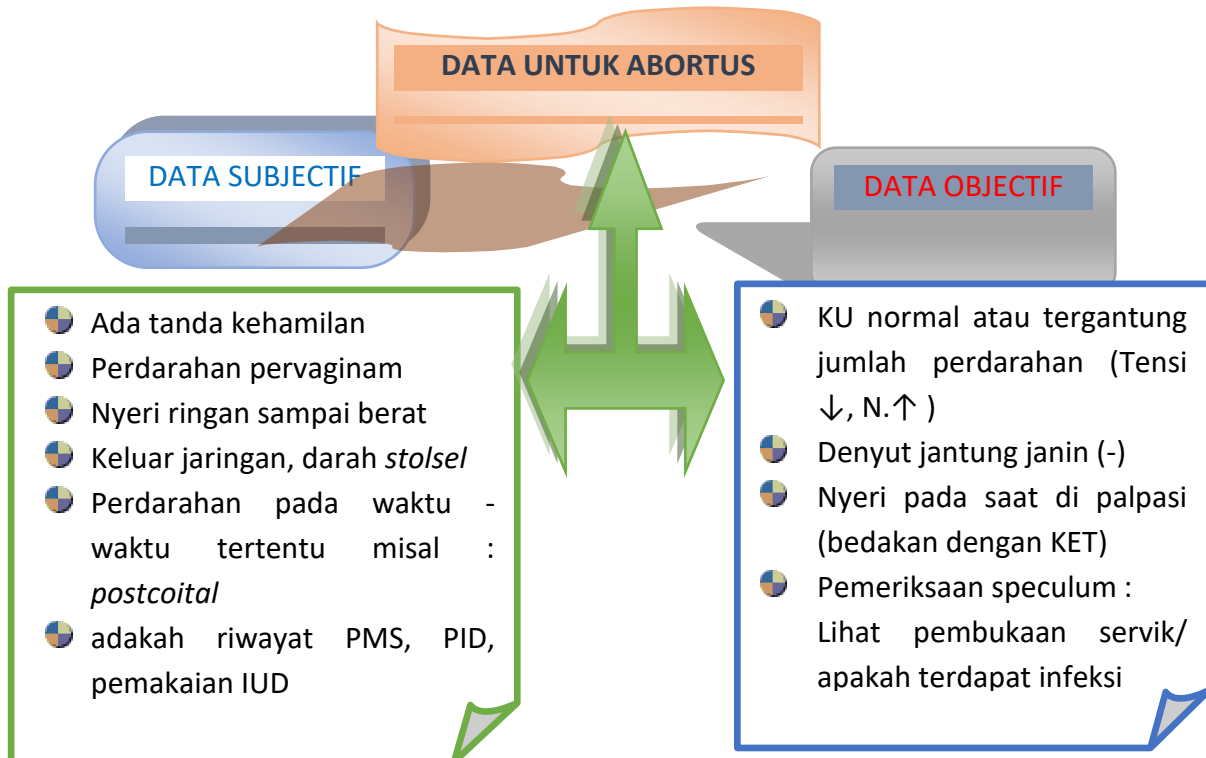 DATA UNTUK ABORTUS
DATA SUBJECTIF
Ada tanda kehamilan
Perdarahan pervaginam
Nyeri ringan sampai berat
Keluar jaringan, darah stolsel
Perdarahan pada waktu -
waktu tertentu misal :
postcoital
adakah riwayat PMS, PID,
pemakaian IUD
DATA OBJECTIF
KU normal atau tergantung
jumlah perdarahan (Tensi
↓, N.↑ )
Denyut jantung janin (-)
Nyeri pada saat di palpasi
(bedakan dengan KET)
Pemeriksaan speculum :
Lihat pembukaan servik/
apakah terdapat infeksi